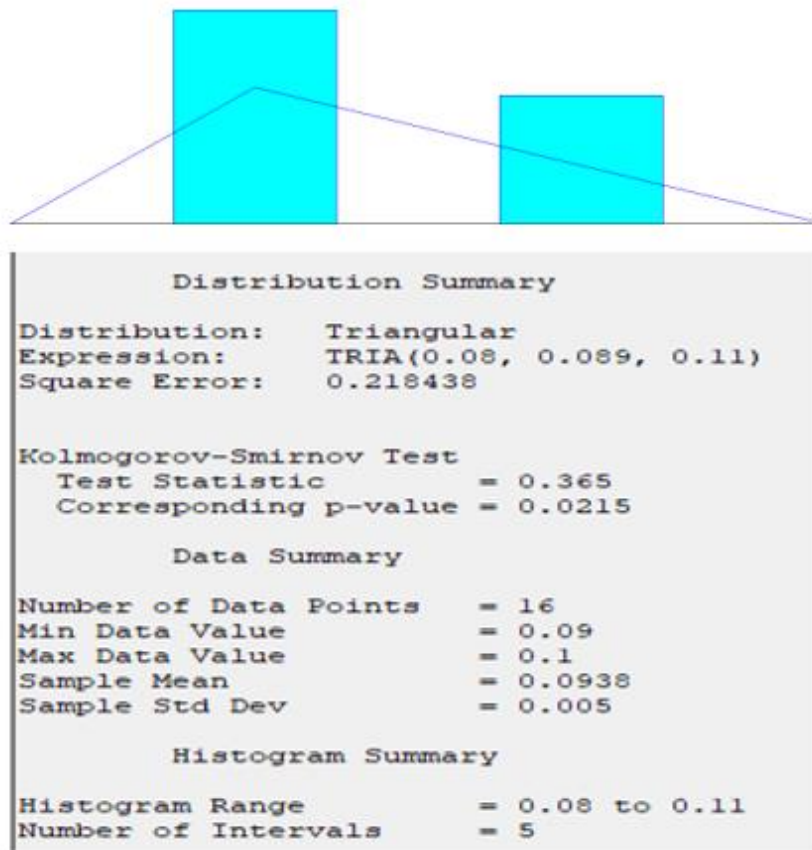 Distribution Summary
Distribution: Triangular
Expression: TRIA(0.08, 0.089, 0.11)
Square Error: 0.218438
Kolmogorov-Smirnov Test
Test Statistic = 0.365
Corresponding p-value = 0.0215
Data Summary
Number of Data Points = 16
Min Data Value = 0.09
Max Data Value = 0.1
Sample Mean = 0.0938
Sample Std Dev = 0.005
Histogram Summary
Histogram Range = 0.08 to 0.11
Number of Intervals = 5